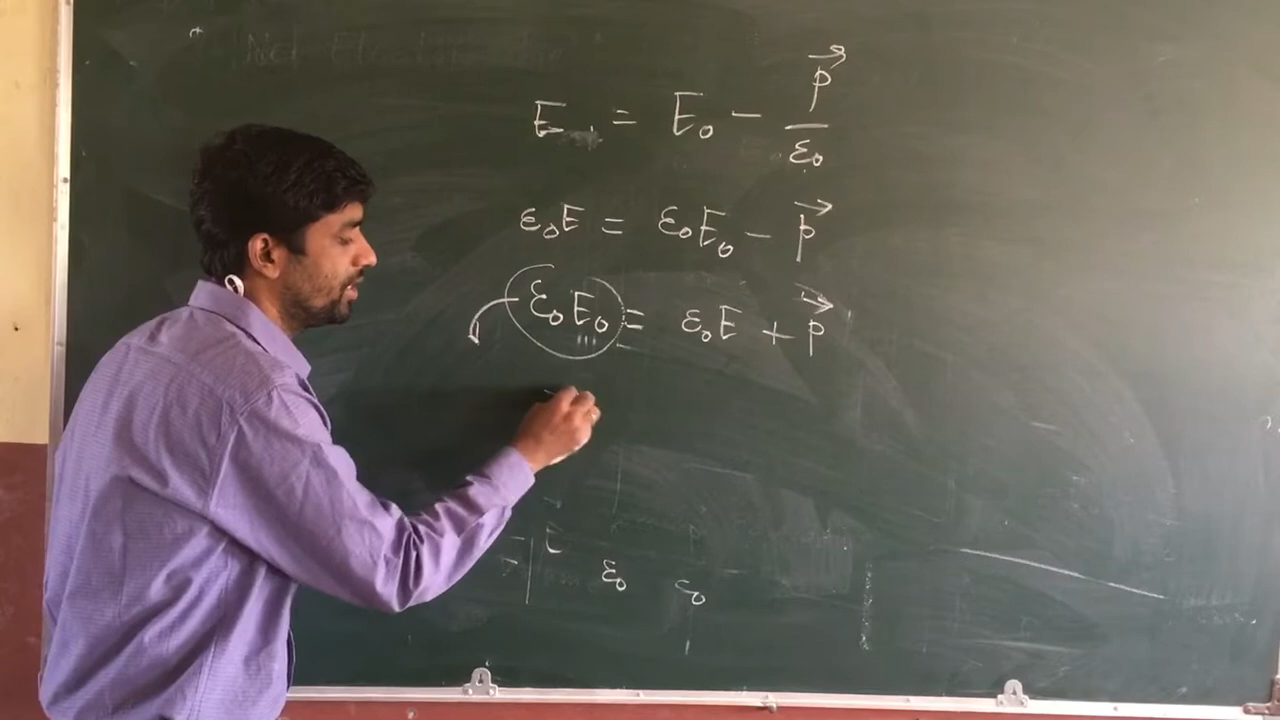 E = E₀ − p⃗/ε₀
ε₀E = ε₀E₀ − p⃗
ε₀E₀ = ε₀E + p⃗
ε₀ ε₀